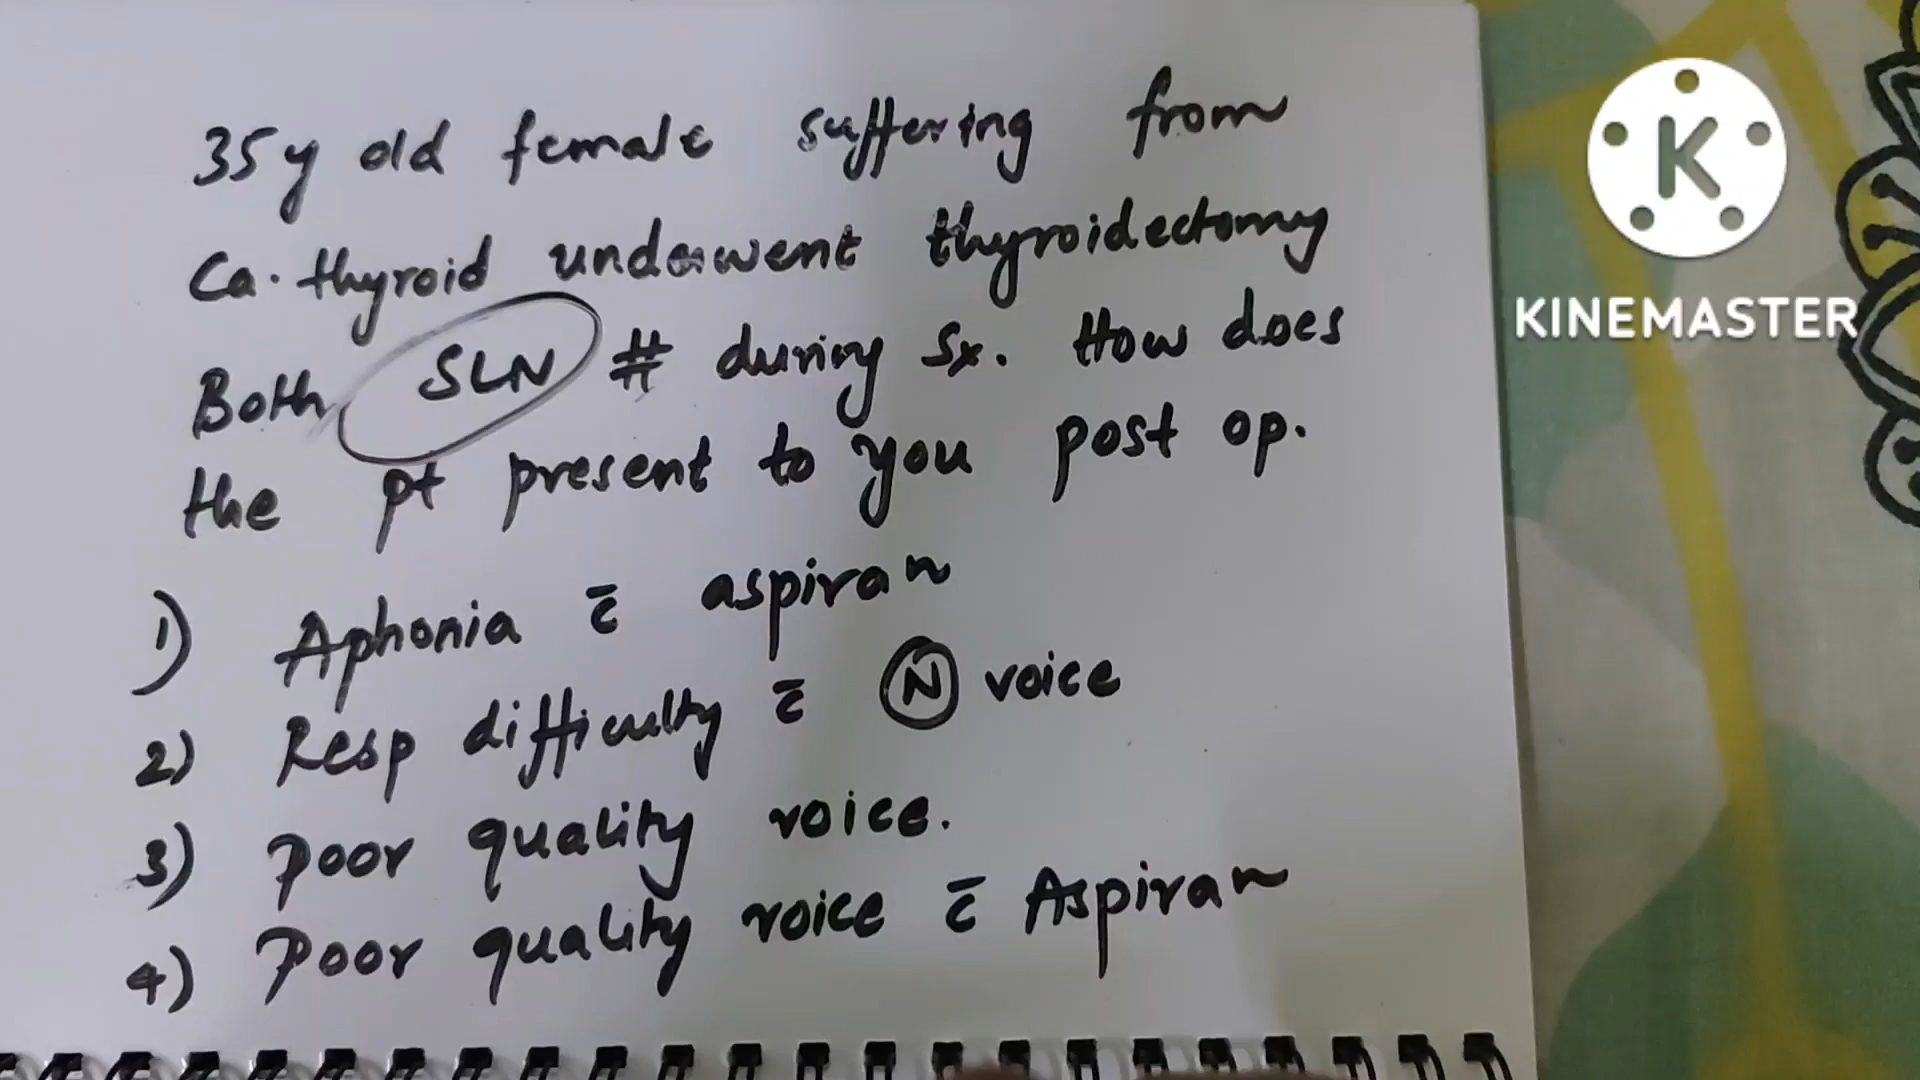 35y old female suffering from
Ca. thyroid underwent thyroidectomy
Both SLN # during Sx. How does
the pt present to you post op.
1) Aphonia c̄ aspiran
2) Resp difficulty c̄ N voice
3) Poor quality voice.
4) Poor quality voice c̄ Aspiran
K
KINEMASTER